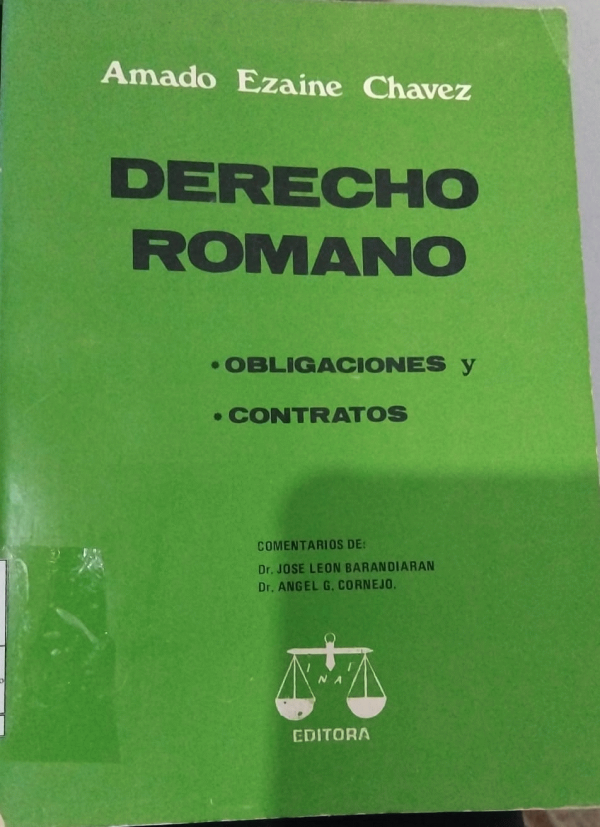 Amado Ezaine Chavez
DERECHO
ROMANO
• OBLIGACIONES y
• CONTRATOS
COMENTARIOS DE:
Dr. JOSE LEON BARANDIARAN
Dr. ANGEL G. CORNEJO.
EDITORA